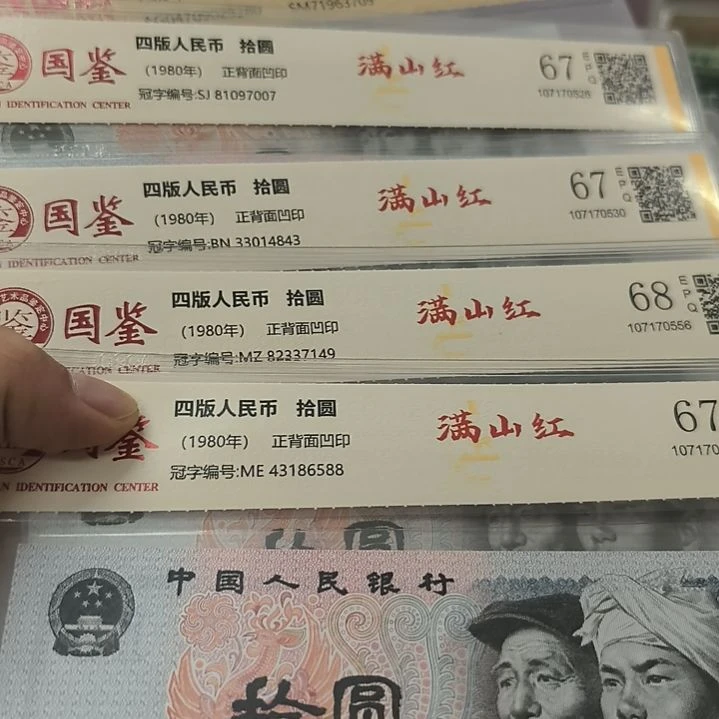 SM71963709
国鉴
四版人民币 拾圆
(1980年) 正背面凹印
冠字编号:SJ 81097007
满山红
67
EPQ
107170528
IDENTIFICATION CENTER
国鉴
四版人民币 拾圆
(1980年) 正背面凹印
冠字编号:BN 33014843
满山红
67
EPQ
107170530
IDENTIFICATION CENTER
国鉴
四版人民币 拾圆
(1980年) 正背面凹印
冠字编号:MZ 82337149
满山红
68
EPQ
107170556
CENTER
鉴
四版人民币 拾圆
(1980年) 正背面凹印
冠字编号:ME 43186588
满山红
67
107170
IDENTIFICATION CENTER
中国人民银行
拾圆